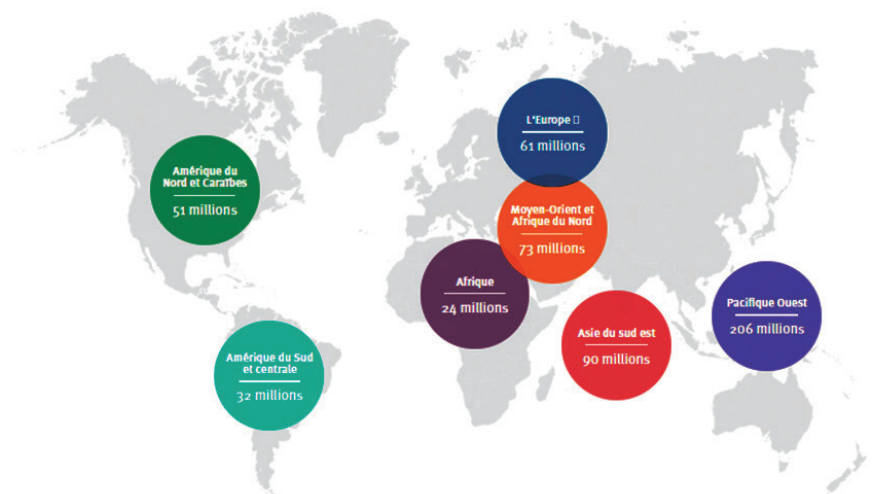 L'Europe
61 millions
Amérique du
Nord et Caraïbes
51 millions
Moyen-Orient et
Afrique du Nord
73 millions
Afrique
24 millions
Pacifique Ouest
206 millions
Asie du sud est
90 millions
Amérique du Sud
et centrale
32 millions